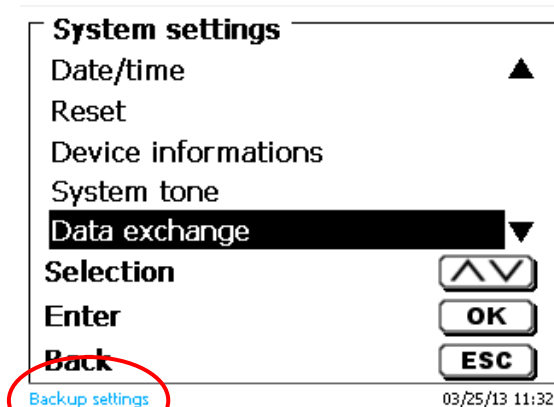 System settings
Date/time
Reset
Device informations
System tone
Data exchange
Selection
Enter OK
Back ESC
Backup settings 03/25/13 11:32